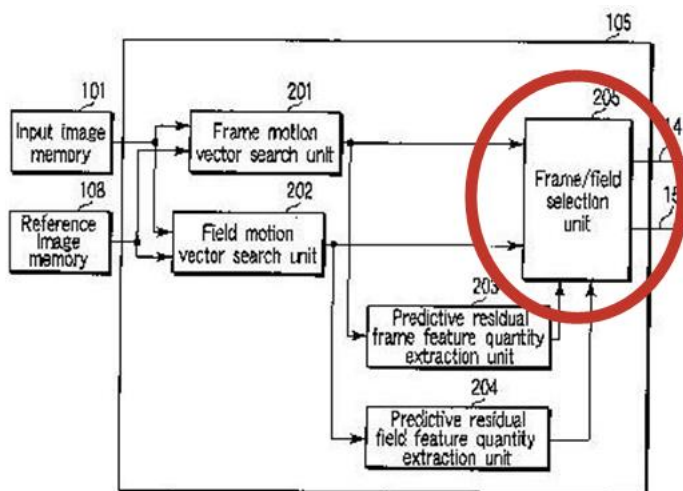 105
101
201
205
Input image
memory
Frame motion
vector search unit
14
108
202
Frame/field
selection
unit
Reference
image
memory
Field motion
vector search unit
15
203
Predictive residual
frame feature quantity
extraction unit
204
Predictive residual
field feature quantity
extraction unit